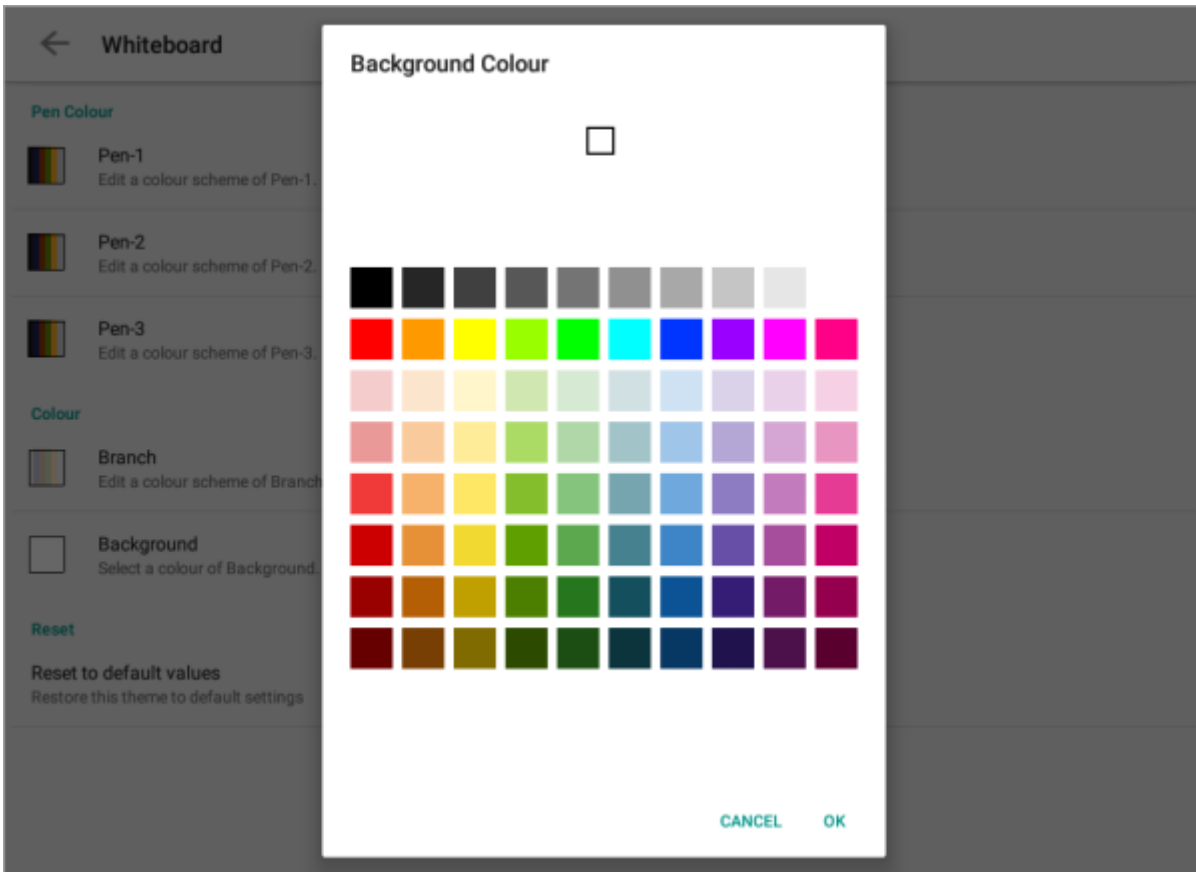 Whiteboard
Background Colour
Pen Colour
Pen-1
Edit a colour scheme of Pen-1.
Pen-2
Edit a colour scheme of Pen-2.
Pen-3
Edit a colour scheme of Pen-3.
Colour
Branch
Edit a colour scheme of Branch
Background
Select a colour of Background.
Reset
Reset to default values
Restore this theme to default settings
CANCEL OK